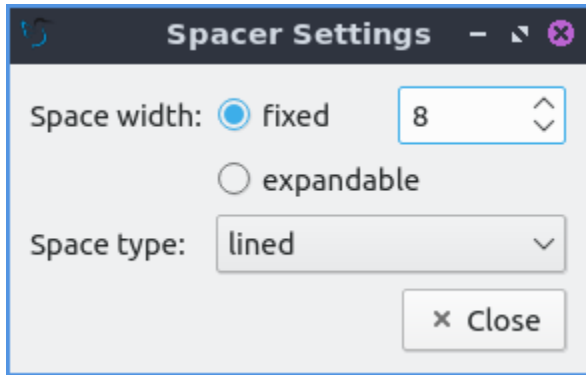 Spacer Settings
Space width: fixed 8
expandable
Space type: lined
Close